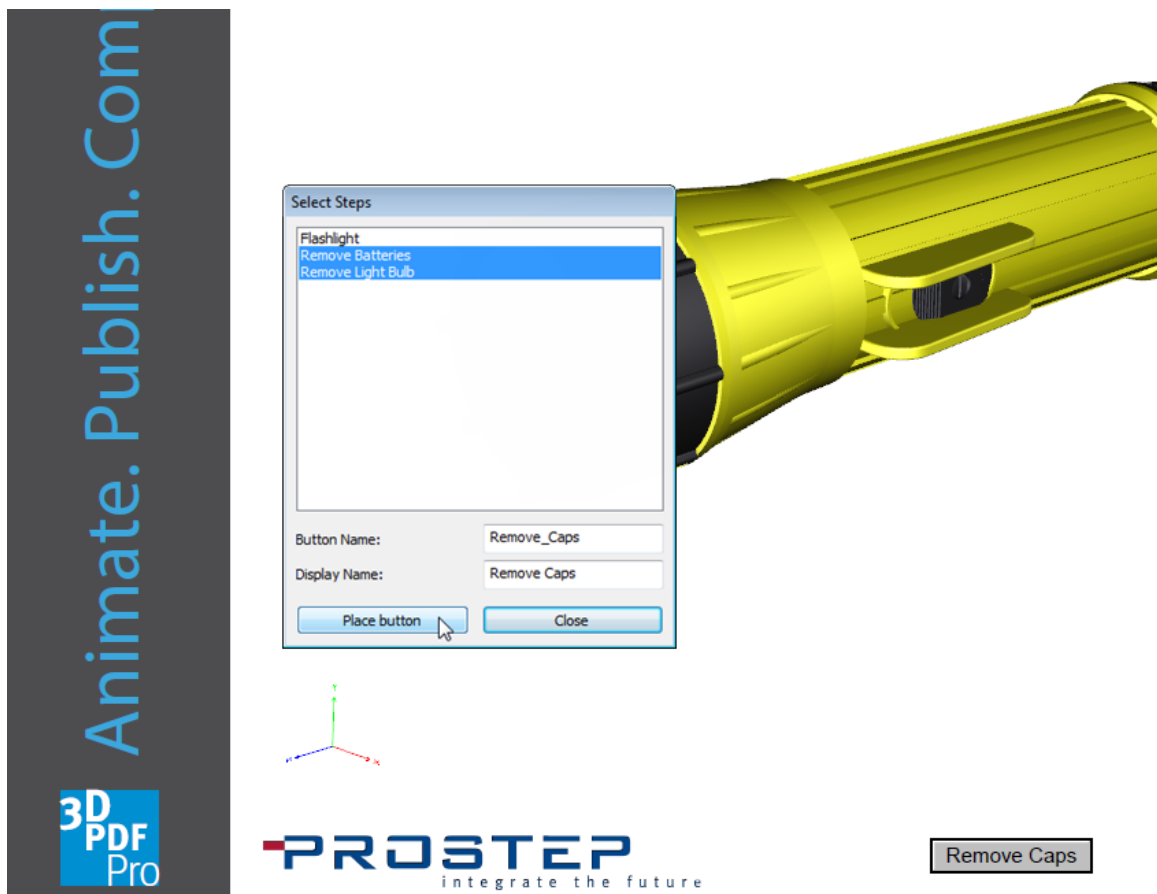 Animate. Publish. Com
Select Steps
Flashlight
Remove Batteries
Remove Light Bulb
Button Name:
Remove_Caps
Display Name:
Remove Caps
Place button
Close
Y
X
3D
PDF
Pro
PROSTEP
integrate the future
Remove Caps